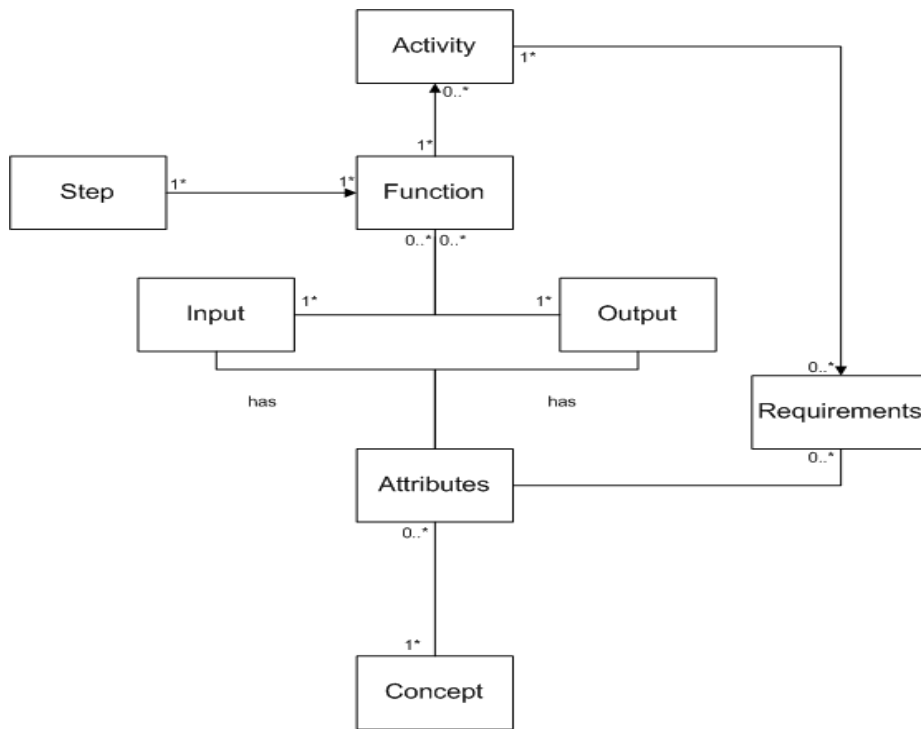 Activity
1*
0..*
1*
Step
1*
1*
Function
0..* 0..*
Input
1*
1*
Output
has
has
0..*
Requirements
0..*
Attributes
0..*
1*
Concept